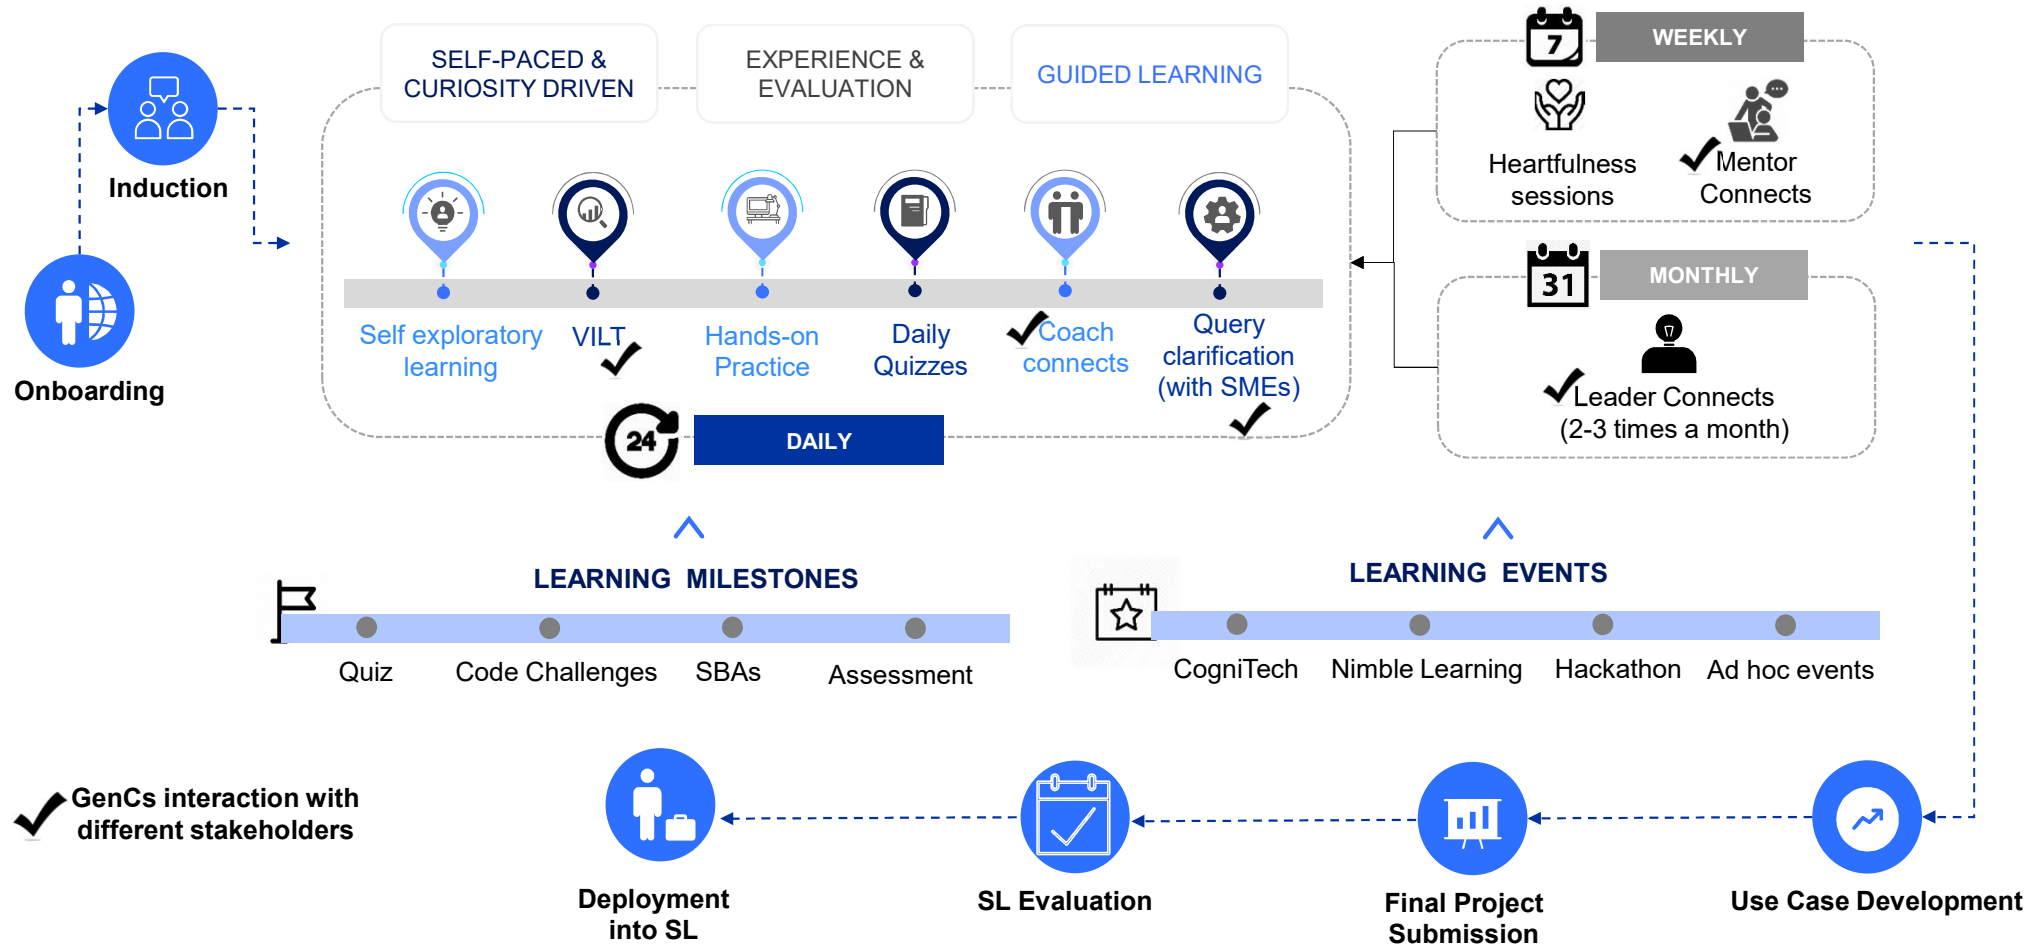 SELF-PACED &
CURIOSITY DRIVEN
EXPERIENCE &
EVALUATION
GUIDED LEARNING
7
WEEKLY
Heartfulness
sessions
Mentor
Connects
Induction
Onboarding
Self exploratory
learning
VILT
Hands-on
Practice
Daily
Quizzes
Coach
connects
Query
clarification
(with SMEs)
24
DAILY
31
MONTHLY
Leader Connects
(2-3 times a month)
LEARNING MILESTONES
Quiz
Code Challenges
SBAs
Assessment
LEARNING EVENTS
CogniTech
Nimble Learning
Hackathon
Ad hoc events
GenCs interaction with
different stakeholders
Deployment
into SL
SL Evaluation
Final Project
Submission
Use Case Development